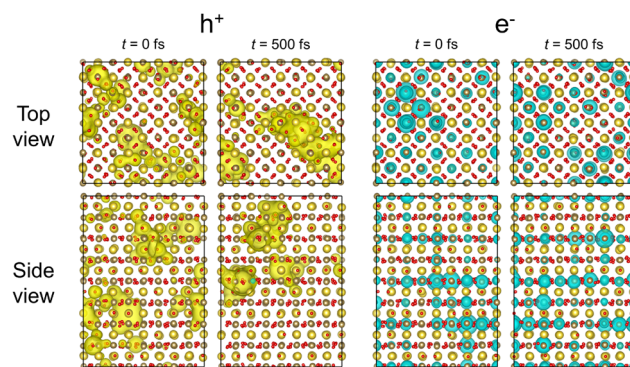 h⁺ e⁻
t = 0 fs t = 500 fs t = 0 fs t = 500 fs
Top
view
Side
view